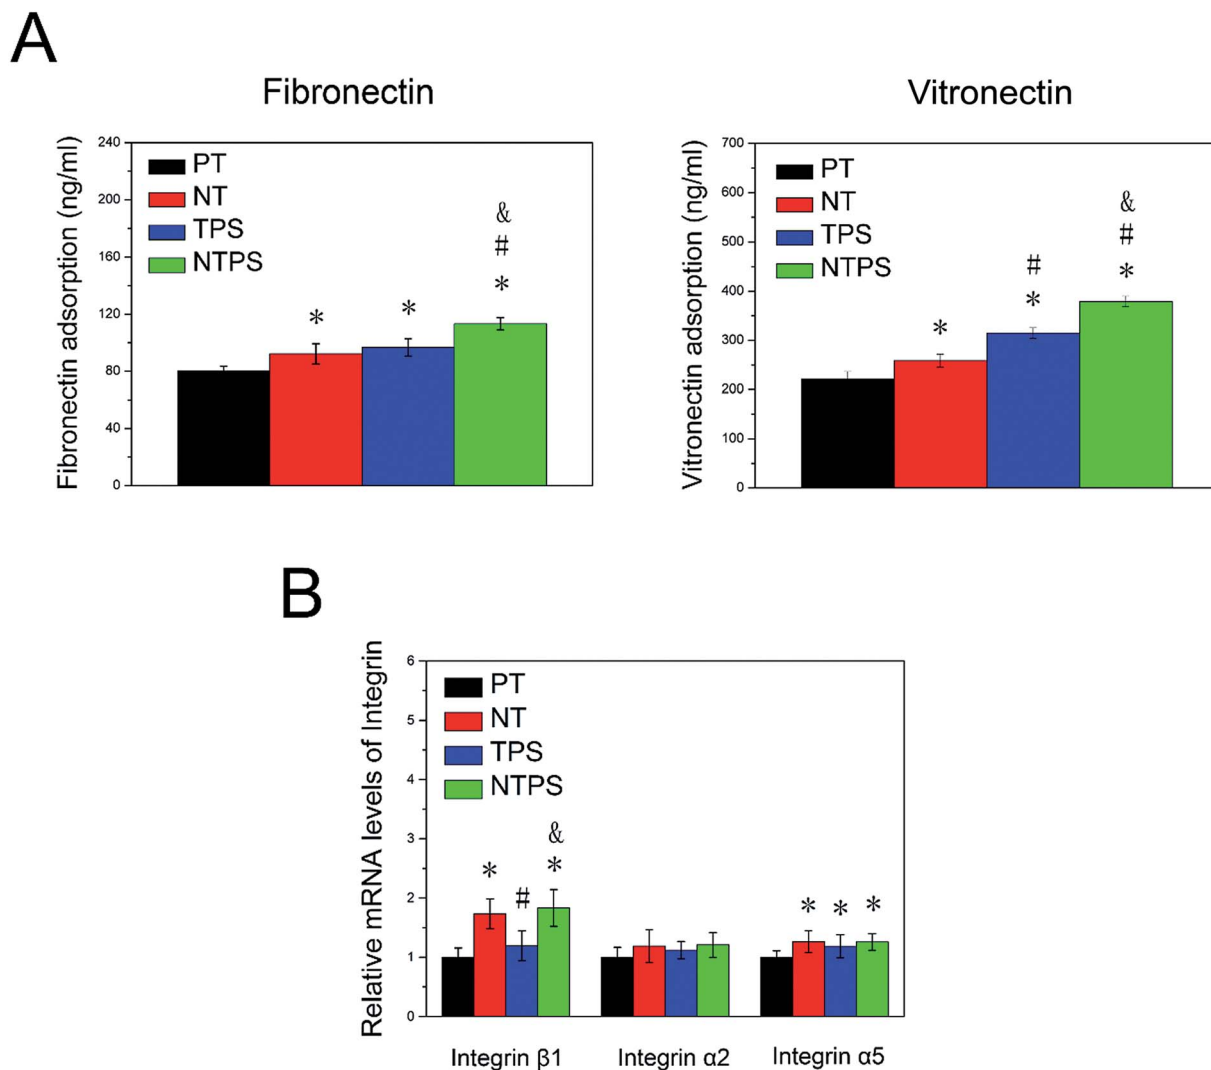 A
Fibronectin
Fibronectin adsorption (ng/ml)
240
200
160
120
80
40
0
PT
NT
TPS
NTPS
*
*
&
#
*
Vitronectin
Vitronectin adsorption (ng/ml)
700
600
500
400
300
200
100
0
PT
NT
TPS
NTPS
*
#
*
&
#
*
B
Relative mRNA levels of Integrin
6
5
4
3
2
1
0
PT
NT
TPS
NTPS
*
#
&
*
* * *
Integrin β1 Integrin α2 Integrin α5